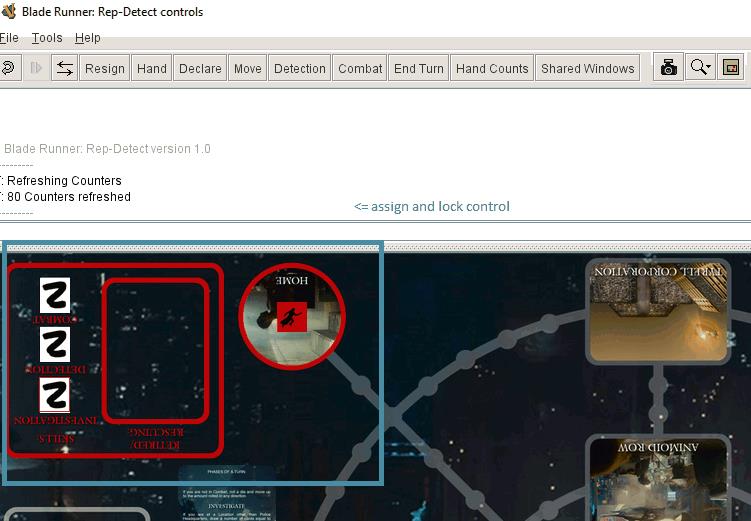 Blade Runner: Rep-Detect controls
File Tools Help
Resign Hand Declare Move Detection Combat End Turn Hand Counts Shared Windows
Blade Runner: Rep-Detect version 1.0
---------
: Refreshing Counters
: 80 Counters refreshed
---------
<= assign and lock control
HOME
TYRELL CORPORATION
2
COMBAT
2
DETECTION
2
INVESTIGATION
SKILLS
RETIRED/
RESCUING
ANIMOID ROW
PHASES OF A TURN
If you are not in Combat, roll a die and move up
to the amount rolled in any direction.
INVESTIGATE
If you are at a Location other than Police
Headquarters, draw a number of cards equal to